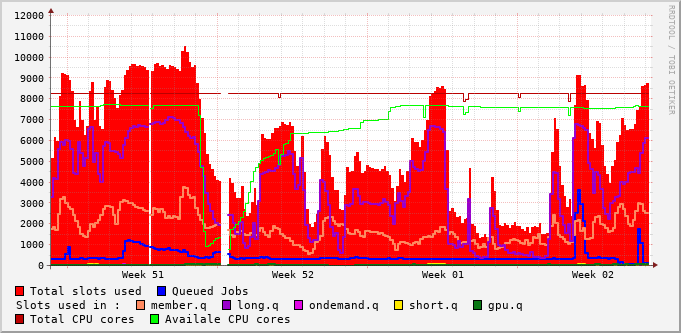 12000
11000
10000
9000
8000
7000
6000
5000
4000
3000
2000
1000
0
Week 51 Week 52 Week 01 Week 02
Total slots used Queued Jobs
Slots used in : member.q long.q ondemand.q short.q gpu.q
Total CPU cores Availale CPU cores
RRDTOOL / TOBI OETIKER